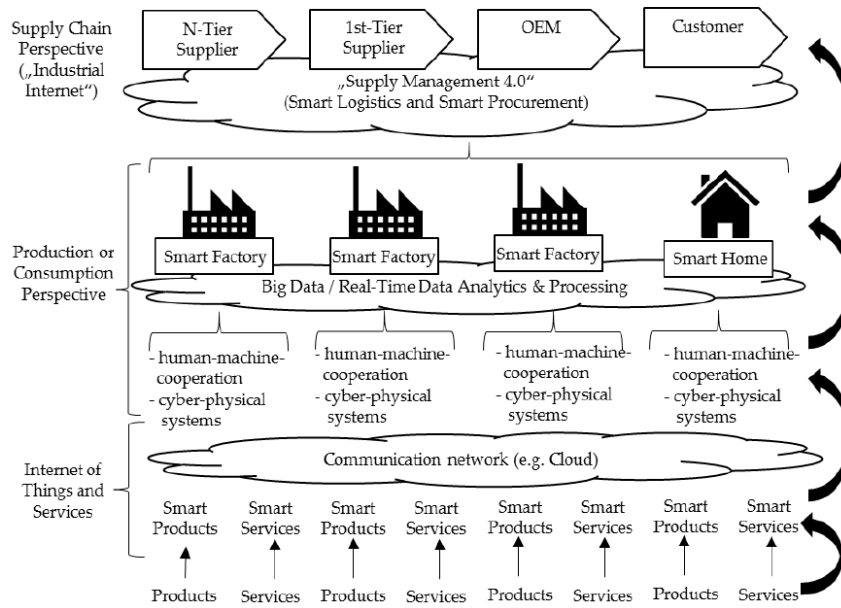 Supply Chain
Perspective
(„Industrial
Internet“)
N-Tier
Supplier
1st-Tier
Supplier
OEM
Customer
„Supply Management 4.0“
(Smart Logistics and Smart Procurement)
Production or
Consumption
Perspective
Smart Factory
Smart Factory
Smart Factory
Smart Home
Big Data / Real-Time Data Analytics & Processing
- human-machine-
cooperation
- cyber-physical
systems
- human-machine-
cooperation
- cyber-physical
systems
- human-machine-
cooperation
- cyber-physical
systems
- human-machine-
cooperation
- cyber-physical
systems
Internet of
Things and
Services
Communication network (e.g. Cloud)
Smart
Products
Smart
Services
Smart
Products
Smart
Services
Smart
Products
Smart
Services
Smart
Products
Smart
Services
Products
Services
Products
Services
Products
Services
Products
Services